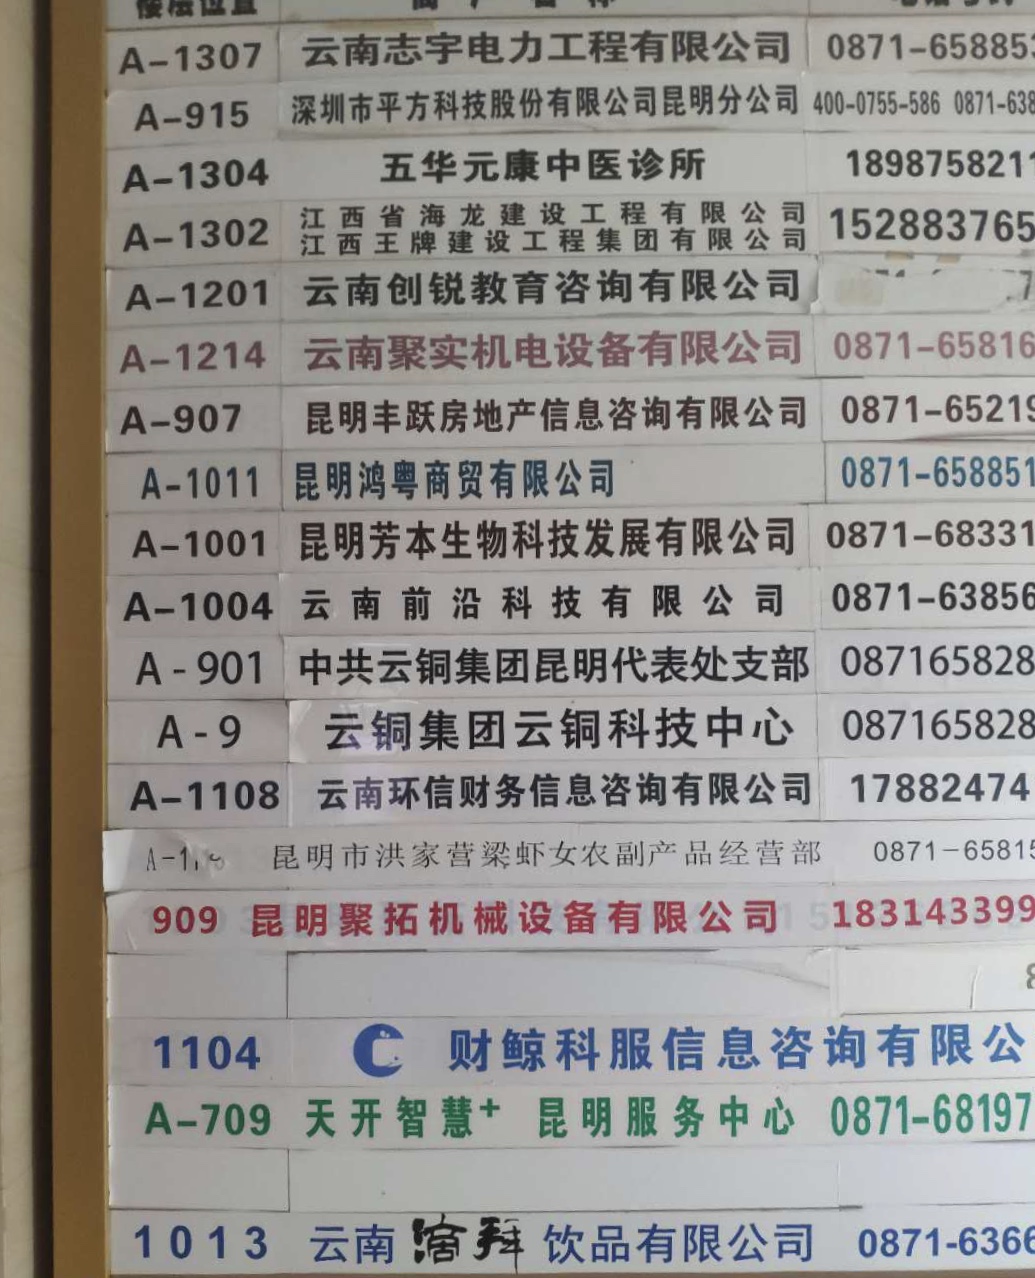 楼层位置 商户名称 电话号码
A-1307 云南志宇电力工程有限公司 0871-65885
A-915 深圳市平方科技股份有限公司昆明分公司 400-0755-586 0871-638
A-1304 五华元康中医诊所 1898758211
A-1302 江西省海龙建设工程有限公司 152883765
江西王牌建设工程集团有限公司
A-1201 云南创锐教育咨询有限公司
A-1214 云南聚实机电设备有限公司 0871-65816
A-907 昆明丰跃房地产信息咨询有限公司 0871-65219
A-1011 昆明鸿粤商贸有限公司 0871-658851
A-1001 昆明芳本生物科技发展有限公司 0871-68331
A-1004 云南前沿科技有限公司 0871-63856
A-901 中共云铜集团昆明代表处支部 087165828
A-9 云铜集团云铜科技中心 087165828
A-1108 云南环信财务信息咨询有限公司 17882474
昆明市洪家营梁虾女农副产品经营部 0871-65815
909 昆明聚拓机械设备有限公司 183143399
1104 财鲸科服信息咨询有限公
A-709 天开智慧+ 昆明服务中心 0871-68197
1013 云南 饮品有限公司 0871-6366